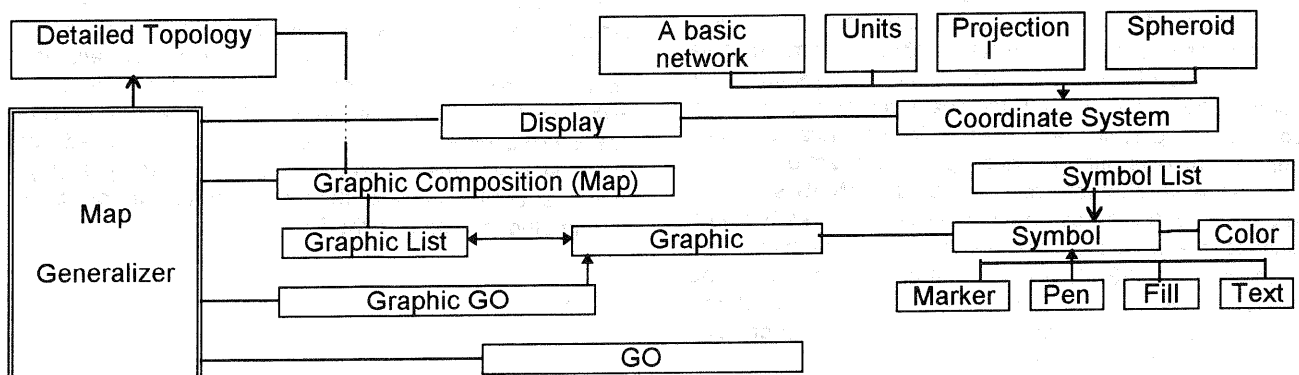 Detailed Topology
A basic
network
Units
Projection
Spheroid
Display
Coordinate System
Map
Generalizer
Graphic Composition (Map)
Symbol List
Graphic List
Graphic
Symbol
Color
Graphic GO
Marker
Pen
Fill
Text
GO